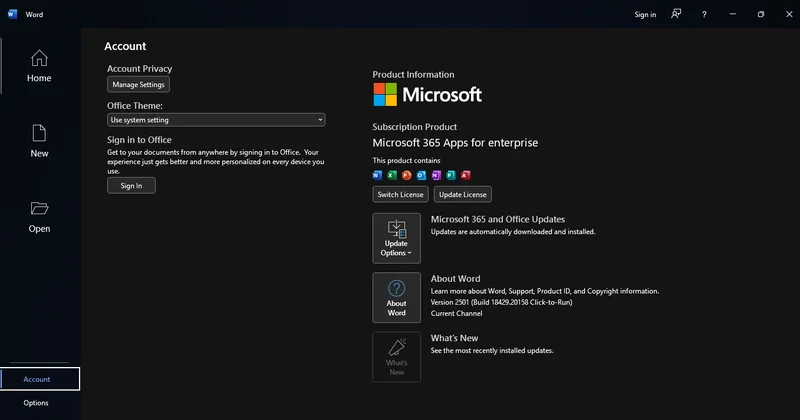 Word
Sign in
?
Home
New
Open
Account
Options
Account
Account Privacy
Manage Settings
Office Theme:
Use system setting
Sign in to Office
Get to your documents from anywhere by signing in to Office. Your
experience just gets better and more personalized on every device you
use.
Sign In
Product Information
Microsoft
Subscription Product
Microsoft 365 Apps for enterprise
This product contains
Switch License
Update License
Update
Options
Microsoft 365 and Office Updates
Updates are automatically downloaded and installed.
?
About
Word
About Word
Learn more about Word, Support, Product ID, and Copyright information.
Version 2501 (Build 18429.20158 Click-to-Run)
Current Channel
What's
New
What's New
See the most recently installed updates.